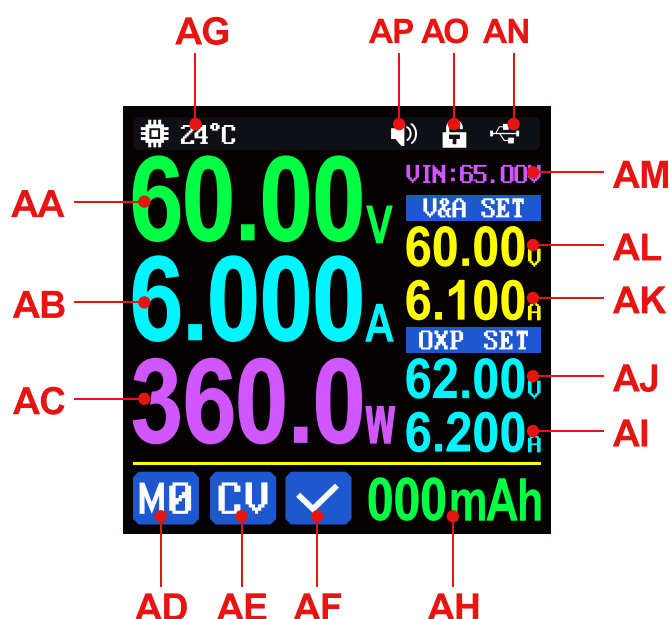 AG AP AO AN
24°C
AA 60.00V VIN:65.00V AM
V&A SET
60.00V AL
AB 6.000A 6.100A AK
OXP SET
AC 360.0W 62.00V AJ
6.200A AI
M0 CV 000mAh
AD AE AF AH